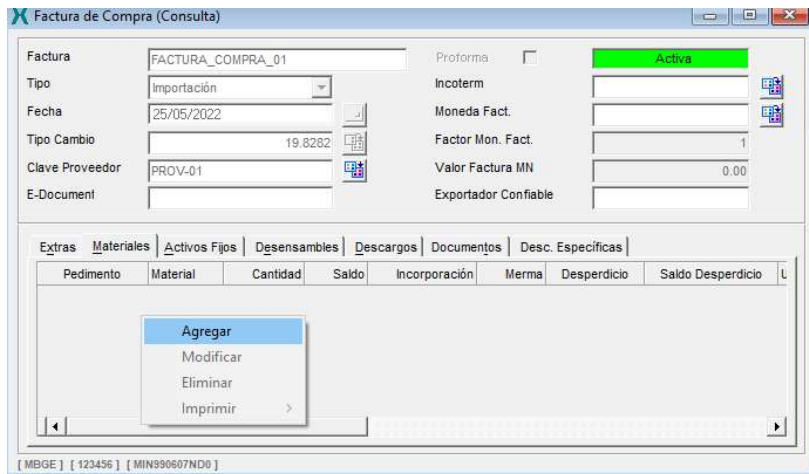 Factura de Compra (Consulta)
Factura FACTURA_COMPRA_01 Proforma Activa
Tipo Importación Incoterm
Fecha 25/05/2022 Moneda Fact.
Tipo Cambio 19.8282 Factor Mon. Fact. 1
Clave Proveedor PROV-01 Valor Factura MN 0.00
E-Document Exportador Confiable
Extras Materiales Activos Fijos Desensambles Descargos Documentos Desc. Específicas
Pedimento Material Cantidad Saldo Incorporación Merma Desperdicio Saldo Desperdicio U
Agregar
Modificar
Eliminar
Imprimir >
[ MBGE ] [ 123456 ] [ MIN990607ND0 ]